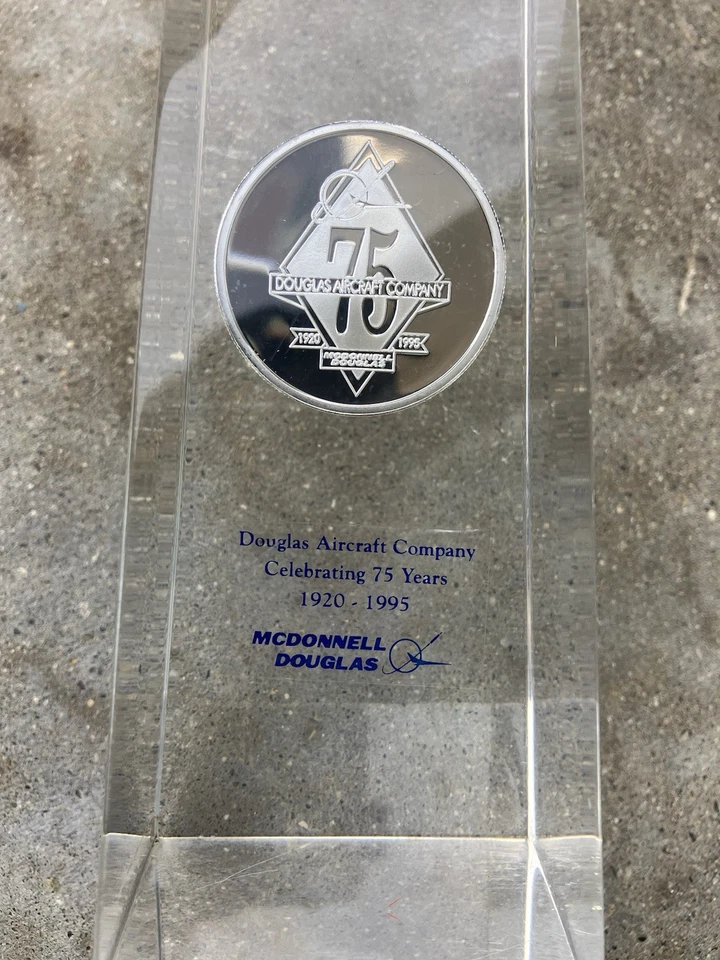 75
DOUGLAS AIRCRAFT COMPANY
1920 1995
MCDONNELL
DOUGLAS
Douglas Aircraft Company
Celebrating 75 Years
1920 - 1995
MCDONNELL
DOUGLAS